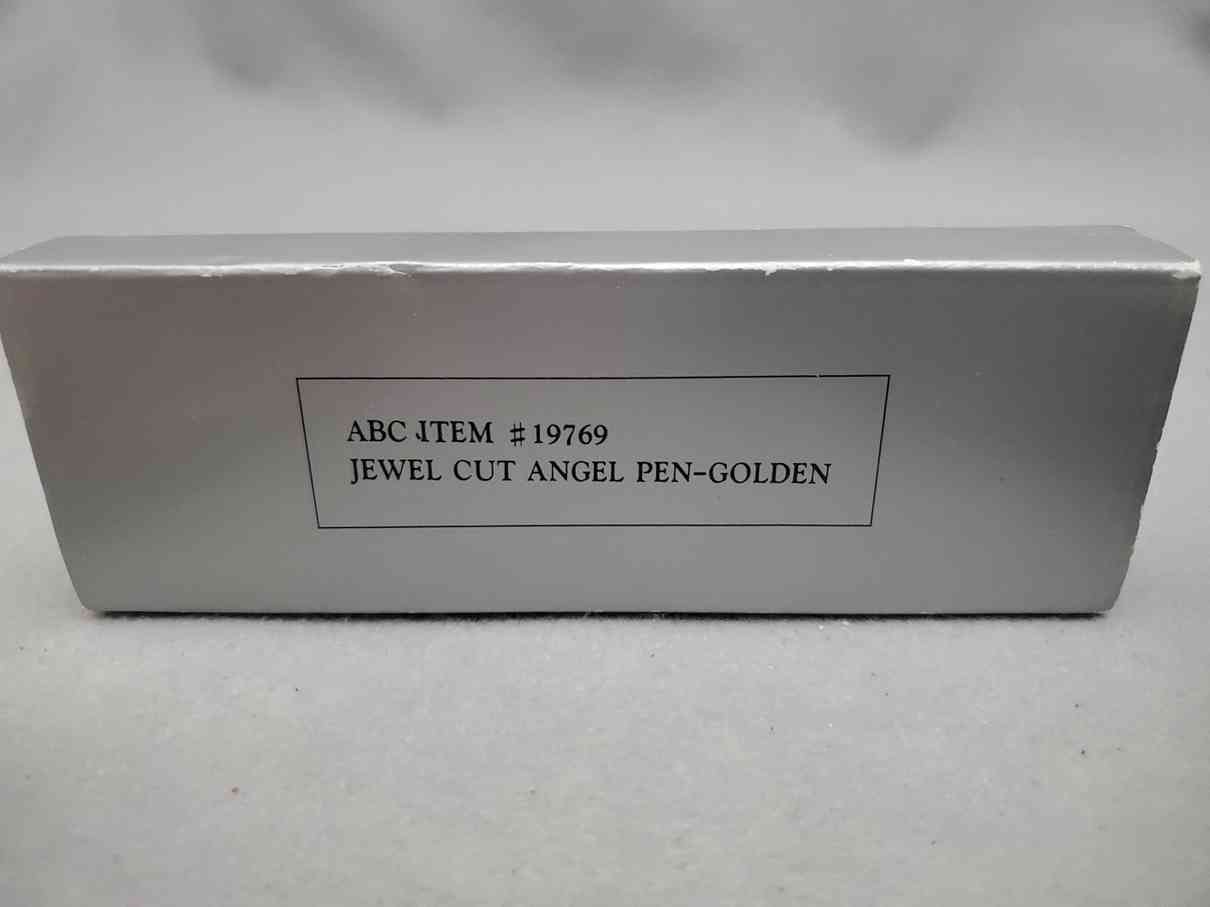 ABC ITEM #19769
JEWEL CUT ANGEL PEN-GOLDEN